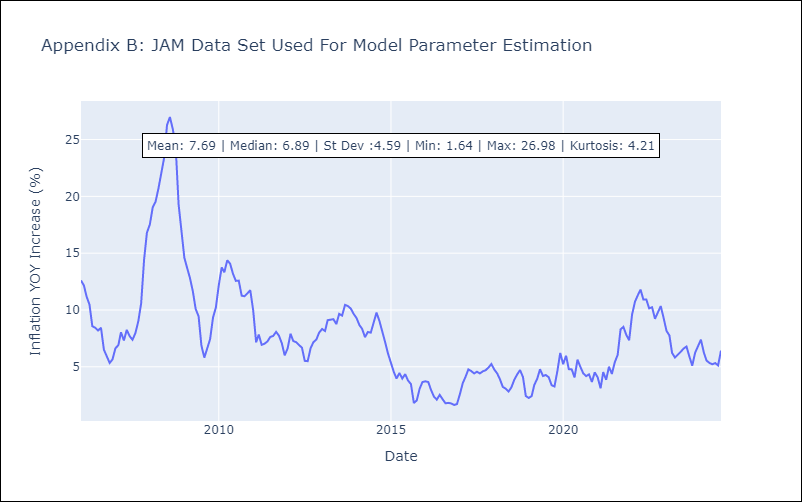 Appendix B: JAM Data Set Used For Model Parameter Estimation
Mean: 7.69 | Median: 6.89 | St Dev :4.59 | Min: 1.64 | Max: 26.98 | Kurtosis: 4.21
Inflation YOY Increase (%)
25
20
15
10
5
2010
2015
2020
Date